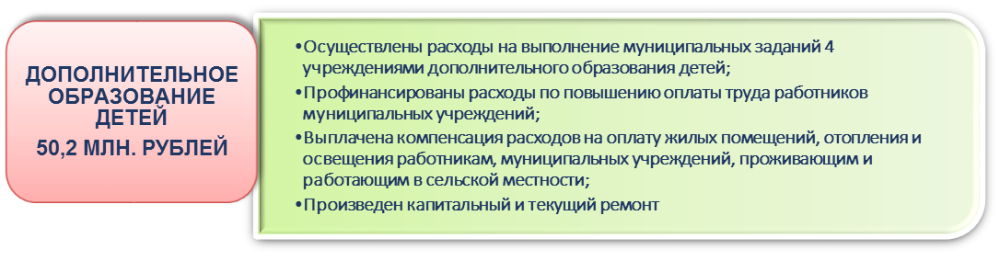 ДОПОЛНИТЕЛЬНОЕ
ОБРАЗОВАНИЕ
ДЕТЕЙ
50,2 МЛН. РУБЛЕЙ
•Осуществлены расходы на выполнение муниципальных заданий 4
учреждениями дополнительного образования детей;
•Профинансированы расходы по повышению оплаты труда работников
муниципальных учреждений;
•Выплачена компенсация расходов на оплату жилых помещений, отопления и
освещения работникам, муниципальных учреждений, проживающим и
работающим в сельской местности;
•Произведен капитальный и текущий ремонт